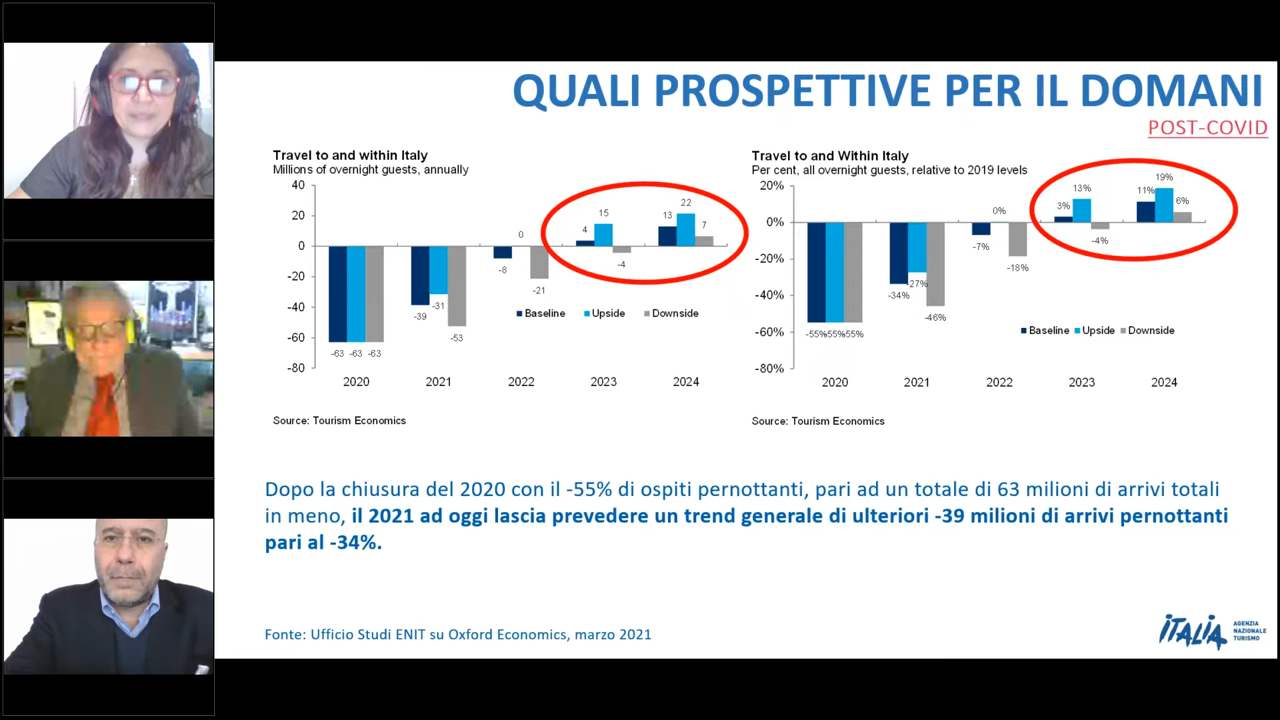 QUALI PROSPETTIVE PER IL DOMANI
POST-COVID
Travel to and within Italy
Millions of overnight guests, annually
40
20
0
-20
-40
-60
-80
-63 -63 -63
-39
-31
-53
-8
0
-21
4
15
-4
13
22
7
Baseline Upside Downside
2020 2021 2022 2023 2024
Source: Tourism Economics
Travel to and Within Italy
Per cent, all overnight guests, relative to 2019 levels
20%
0%
-20%
-40%
-60%
-80%
-55% -55% -55%
-34%
-27%
-46%
-7%
0%
-18%
3%
13%
-4%
11%
19%
6%
Baseline Upside Downside
2020 2021 2022 2023 2024
Source: Tourism Economics
Dopo la chiusura del 2020 con il -55% di ospiti pernottanti, pari ad un totale di 63 milioni di arrivi totali
in meno, il 2021 ad oggi lascia prevedere un trend generale di ulteriori -39 milioni di arrivi pernottanti
pari al -34%.
Fonte: Ufficio Studi ENIT su Oxford Economics, marzo 2021
ITALIA
AGENZIA
NAZIONALE
TURISMO